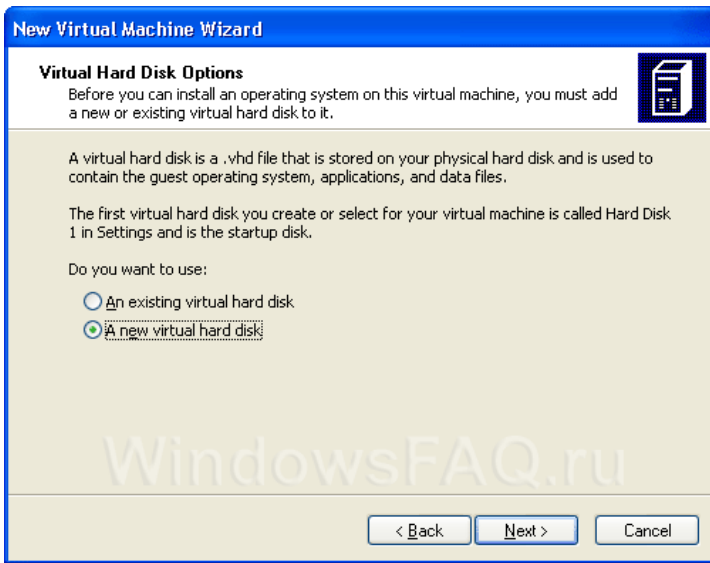 New Virtual Machine Wizard
Virtual Hard Disk Options
Before you can install an operating system on this virtual machine, you must add
a new or existing virtual hard disk to it.
A virtual hard disk is a .vhd file that is stored on your physical hard disk and is used to
contain the guest operating system, applications, and data files.
The first virtual hard disk you create or select for your virtual machine is called Hard Disk
1 in Settings and is the startup disk.
Do you want to use:
An existing virtual hard disk
A new virtual hard disk
WindowsFAQ.ru
< Back
Next >
Cancel